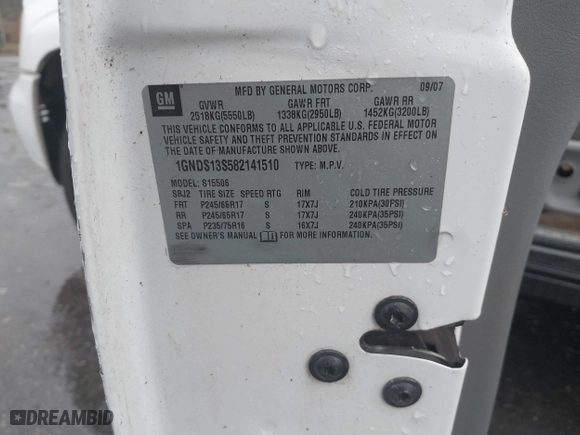 GM
MFD BY GENERAL MOTORS CORP. 09/07
GVWR GAWR FRT GAWR RR
2518KG(5550LB) 1338KG(2950LB) 1452KG(3200LB)
THIS VEHICLE CONFORMS TO ALL APPLICABLE U.S. FEDERAL MOTOR
VEHICLE SAFETY AND THEFT PREVENTION STANDARDS IN EFFECT ON
THE DATE OF MANUFACTURE SHOWN ABOVE.
1GNDS13S582141510 TYPE: M.P.V.
MODEL: S15506
SRJ2 TIRE SIZE SPEED RTG RIM COLD TIRE PRESSURE
FRT P245/65R17 S 17X7J 210KPA(30PSI)
RR P245/65R17 S 17X7J 240KPA(35PSI)
SPA P235/75R16 S 16X7J 240KPA(35PSI)
SEE OWNER'S MANUAL FOR MORE INFORMATION.
DREAMBID